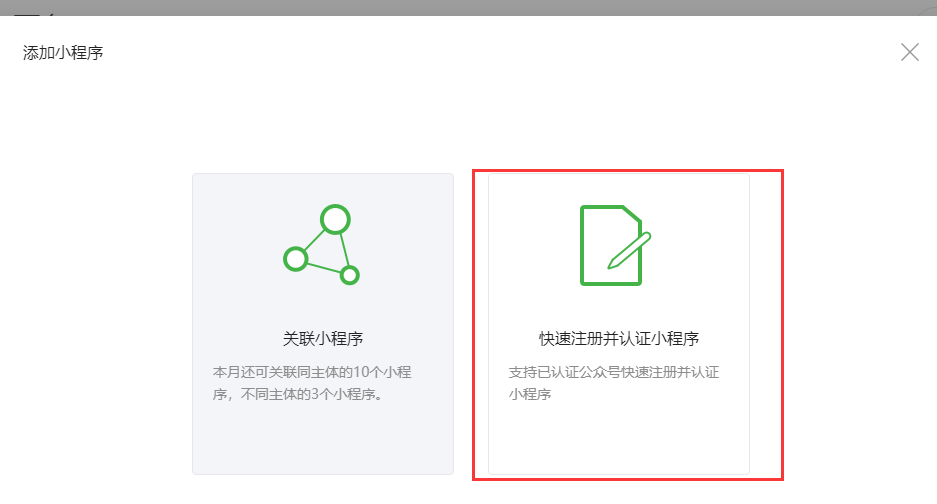 添加小程序
关联小程序
本月还可关联同主体的10个小程
序，不同主体的3个小程序。
快速注册并认证小程序
支持已认证公众号快速注册并认证
小程序